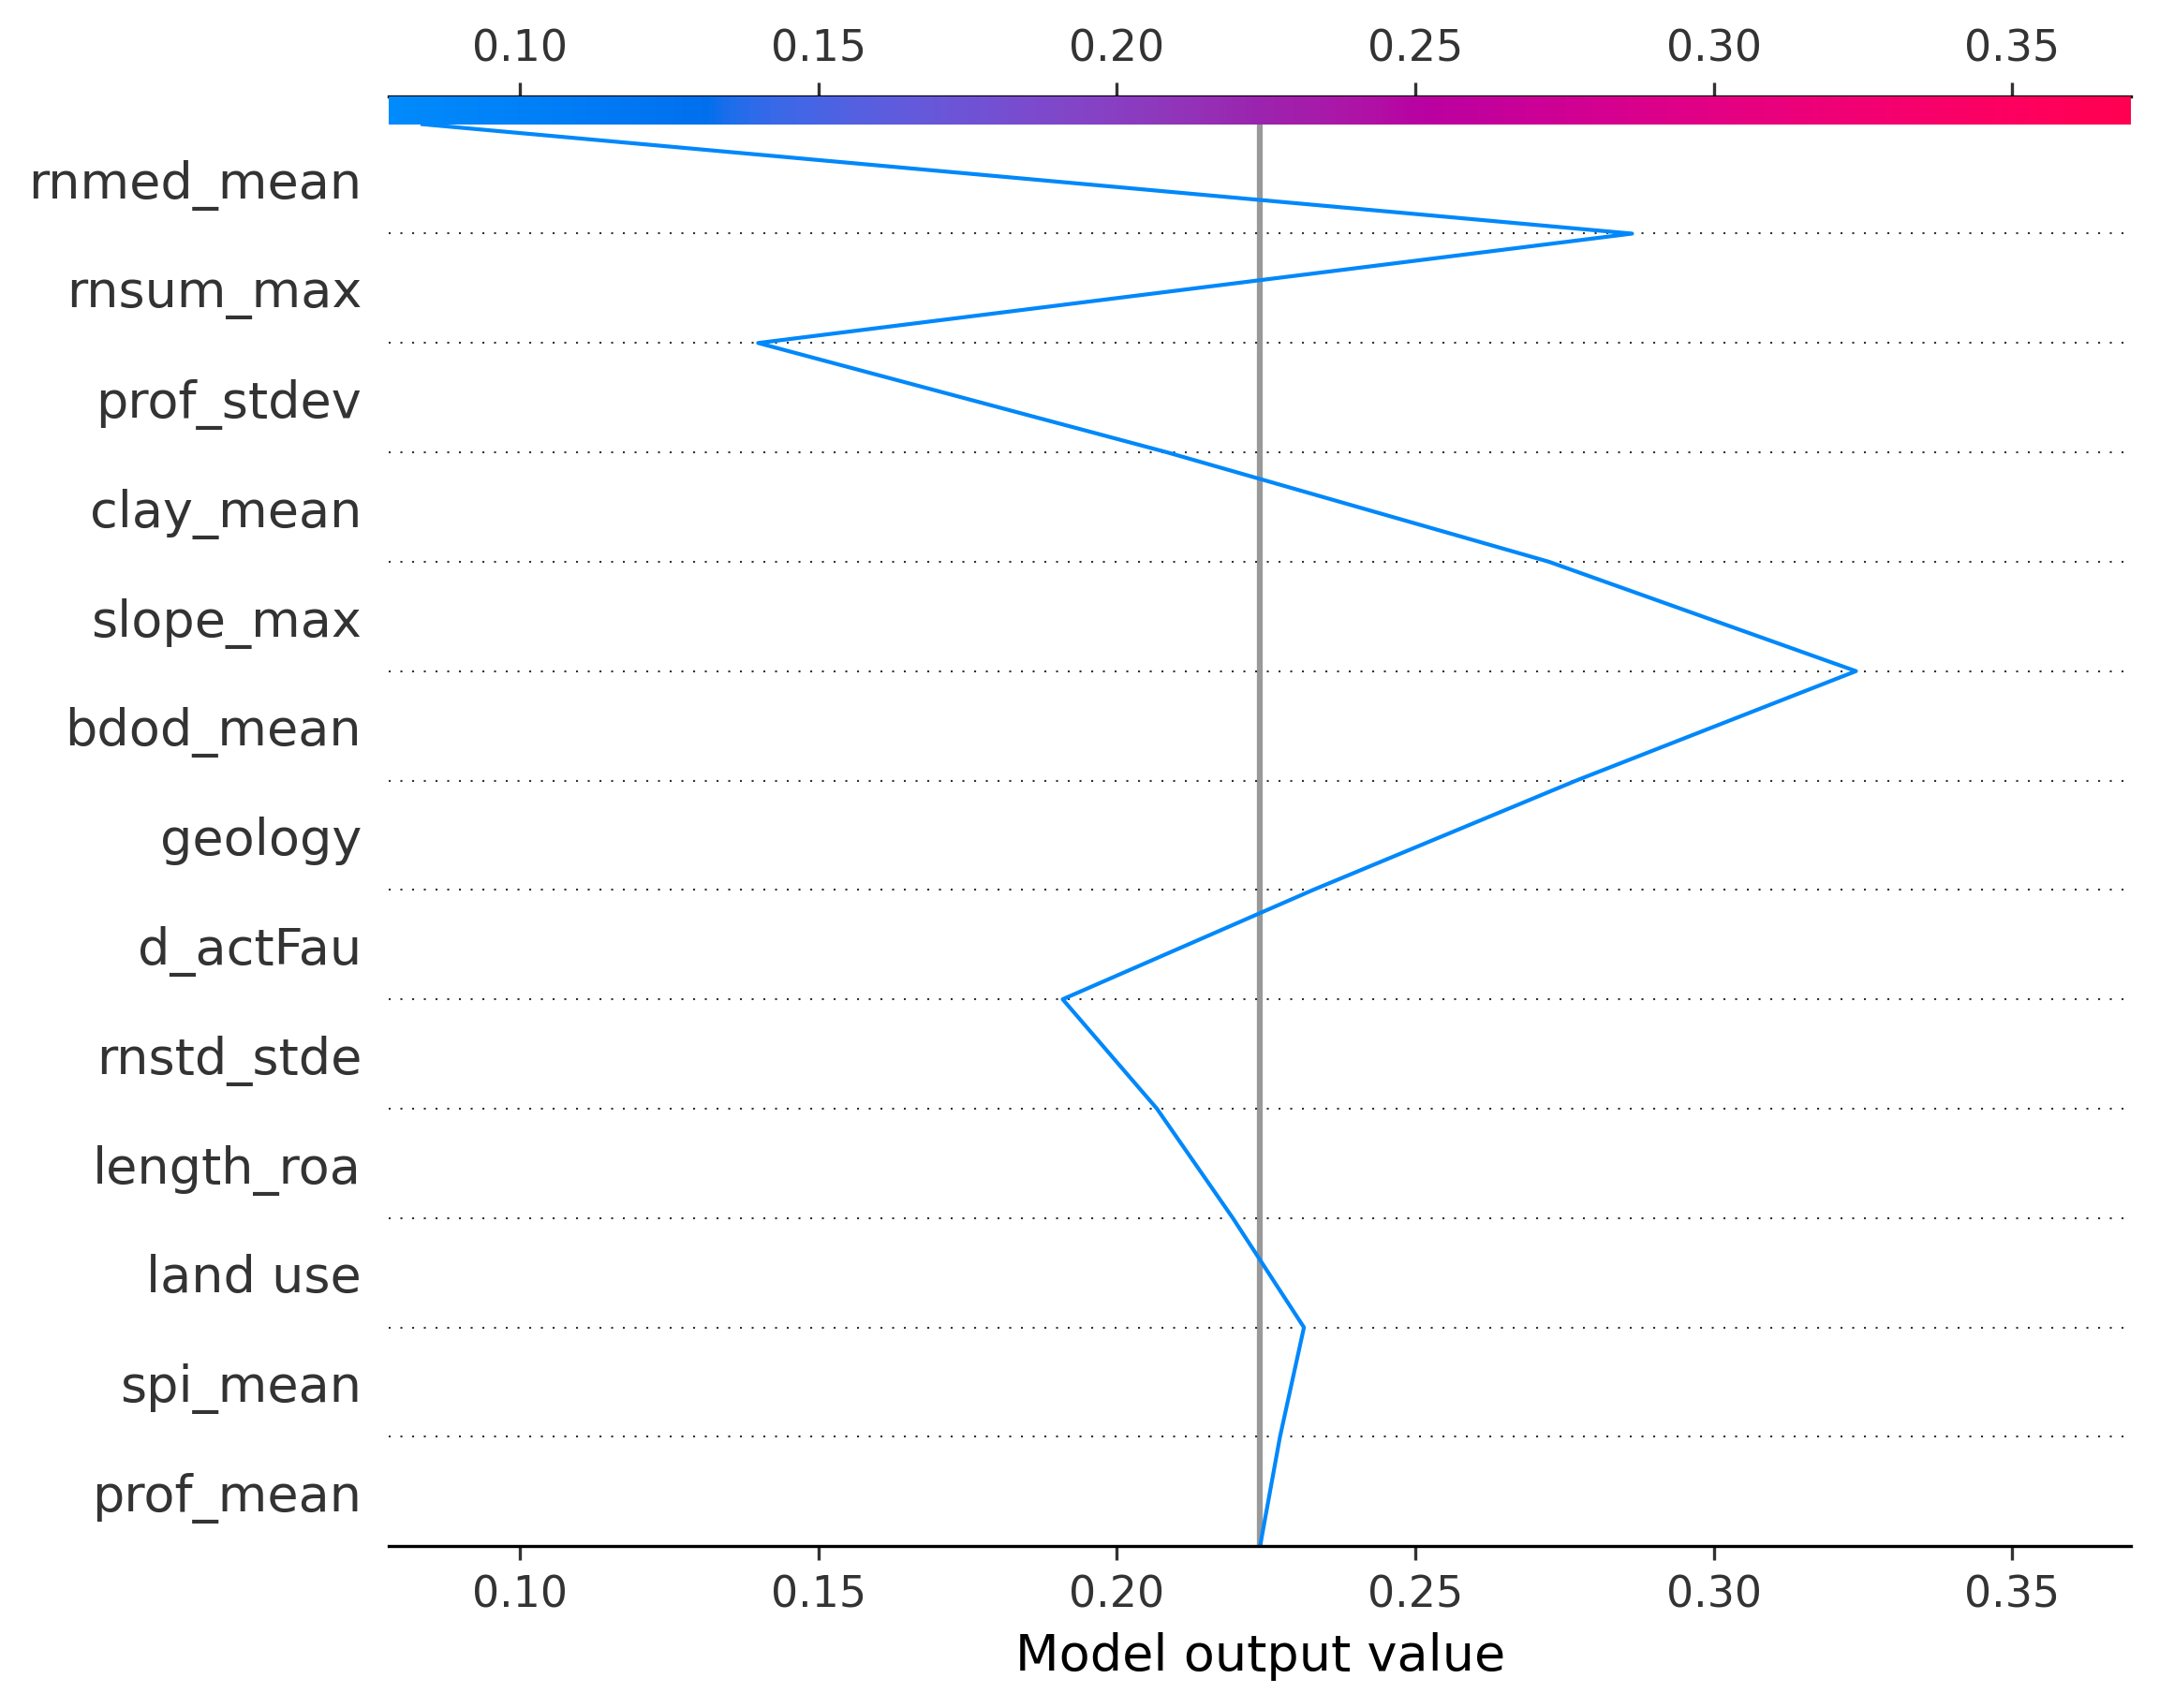 0.10 0.15 0.20 0.25 0.30 0.35
rnmed_mean
rnsum_max
prof_stdev
clay_mean
slope_max
bdod_mean
geology
d_actFau
rnstd_stde
length_roa
land use
spi_mean
prof_mean
0.10 0.15 0.20 0.25 0.30 0.35
Model output value